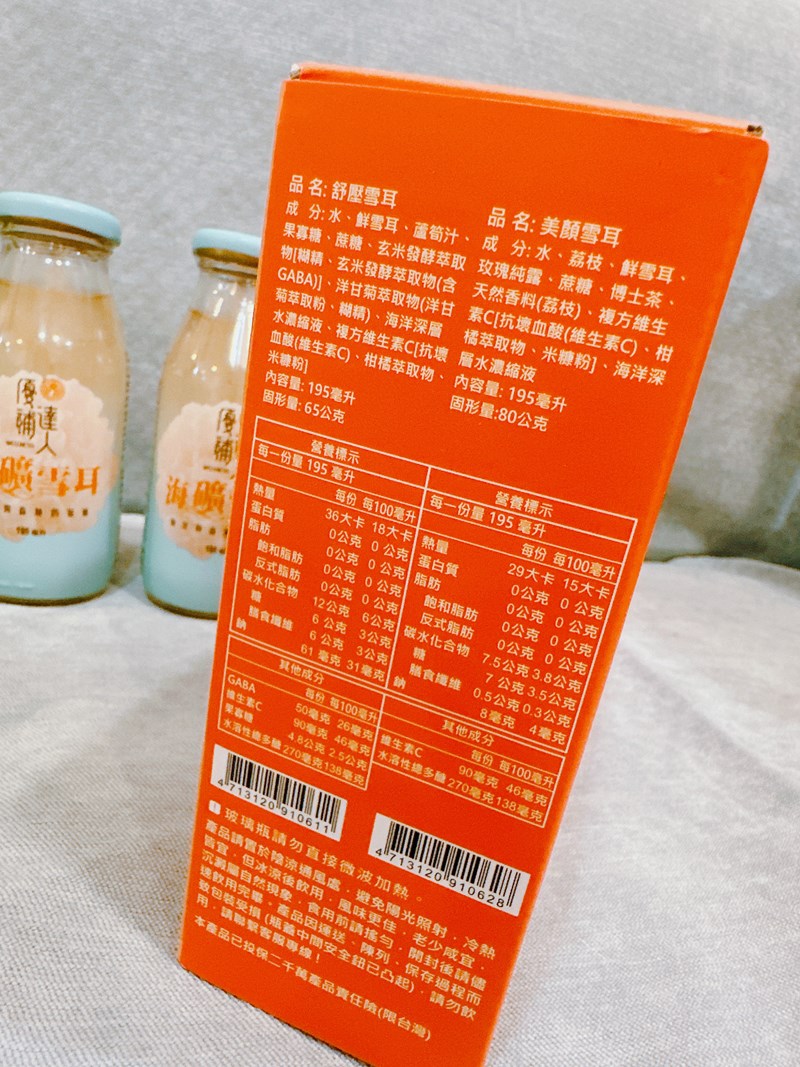 品 名: 舒壓雪耳
成 分: 水、鮮雪耳、蘆筍汁、
果寡糖、蔗糖、玄米發酵萃取
物[糊精、玄米發酵萃取物(含
GABA)]、洋甘菊萃取物(洋甘
菊萃取粉、糊精)、海洋深層
水濃縮液、複方維生素C[抗壞
血酸(維生素C)、柑橘萃取物、
米糠粉]
內容量: 195毫升
固形量: 65公克
品 名: 美顏雪耳
成 分: 水、荔枝、鮮雪耳、
玫瑰純露、蔗糖、博士茶、
天然香料(荔枝)、複方維生
素C[抗壞血酸(維生素C)、柑
橘萃取物、米糠粉]、海洋深
層水濃縮液
內容量: 195毫升
固形量:80公克
營養標示
每一份量 195 毫升
每份 每100毫升
熱量 36大卡 18大卡
蛋白質 0公克 0 公克
脂肪 0公克 0 公克
飽和脂肪 0公克 0 公克
反式脂肪 0公克 0 公克
碳水化合物 12公克 6公克
糖 6 公克 3公克
膳食纖維 6 公克 3公克
鈉 61 毫克 31毫克
其他成分
每份 每100毫升
GABA 50毫克 26毫克
維生素C 90毫克 46毫克
果寡糖 4.8公克 2.5公克
水溶性總多醣 270毫克138毫克
營養標示
每一份量 195 毫升
每份 每100毫升
熱量 29大卡 15大卡
蛋白質 0公克 0 公克
脂肪 0公克 0 公克
飽和脂肪 0公克 0 公克
反式脂肪 0公克 0 公克
碳水化合物 7.5公克 3.8公克
糖 7 公克 3.5公克
膳食纖維 0.5公克 0.3公克
鈉 8毫克 4毫克
其他成分
每份 每100毫升
維生素C 90毫克 46毫克
水溶性總多醣 270毫克138毫克
4 713120 910611
4 713120 910628
! 玻璃瓶請勿直接微波加熱。
產品請置於陰涼通風處，避免陽光照射，冷熱
皆宜，但冰涼後飲用，風味更佳，老少咸宜，
沉澱屬自然現象，食用前請搖勻，開封後請儘
速飲用完畢。產品因運送、陳列、保存過程而
致包裝受損 (瓶蓋中間安全鈕已凸起)，請勿飲
用，請聯繫客服專線！
本產品已投保二千萬產品責任險(限台灣)
優補達人
優補達人
海礦